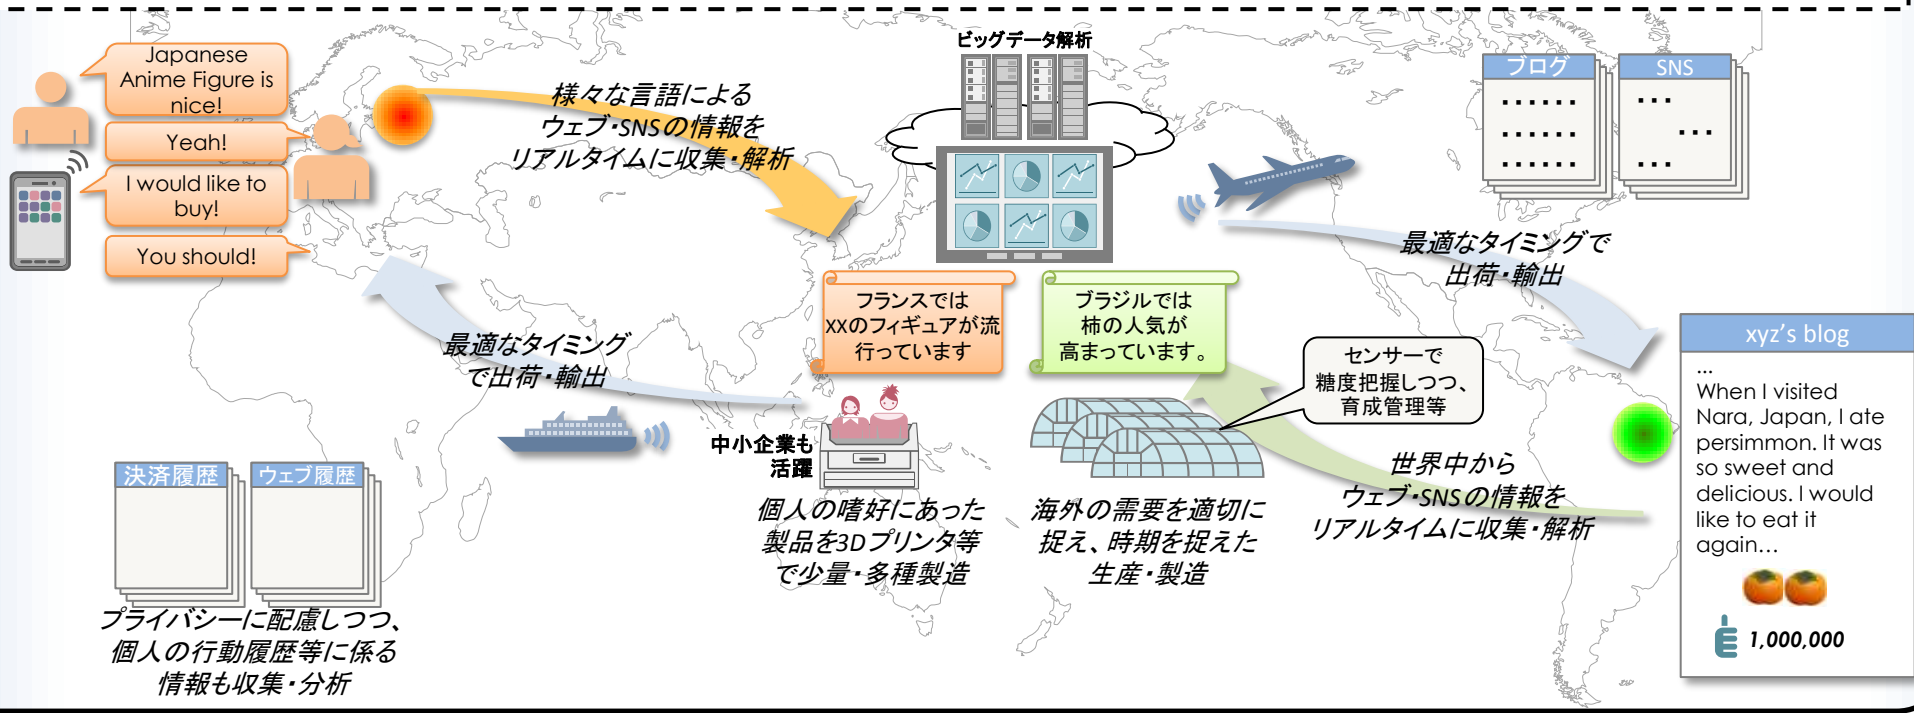 Japanese
Anime Figure is
nice!
Yeah!
I would like to
buy!
You should!
様々な言語による
ウェブ・SNSの情報を
リアルタイムに収集・解析
ビッグデータ解析
ブログ
・・・・・・
・・・・・・
・・・・・・
SNS
・・・
・・・
・・・
最適なタイミングで
出荷・輸出
フランスでは
XXのフィギュアが流
行っています
ブラジルでは
柿の人気が
高まっています。
最適なタイミング
で出荷・輸出
センサーで
糖度把握しつつ、
育成管理等
中小企業も
活躍
個人の嗜好にあった
製品を3Dプリンタ等
で少量・多種製造
海外の需要を適切に
捉え、時期を捉えた
生産・製造
世界中から
ウェブ・SNSの情報を
リアルタイムに収集・解析
決済履歴
ウェブ履歴
プライバシーに配慮しつつ、
個人の行動履歴等に係る
情報も収集・分析
xyz's blog
...
When I visited
Nara, Japan, I ate
persimmon. It was
so sweet and
delicious. I would
like to eat it
again…
1,000,000